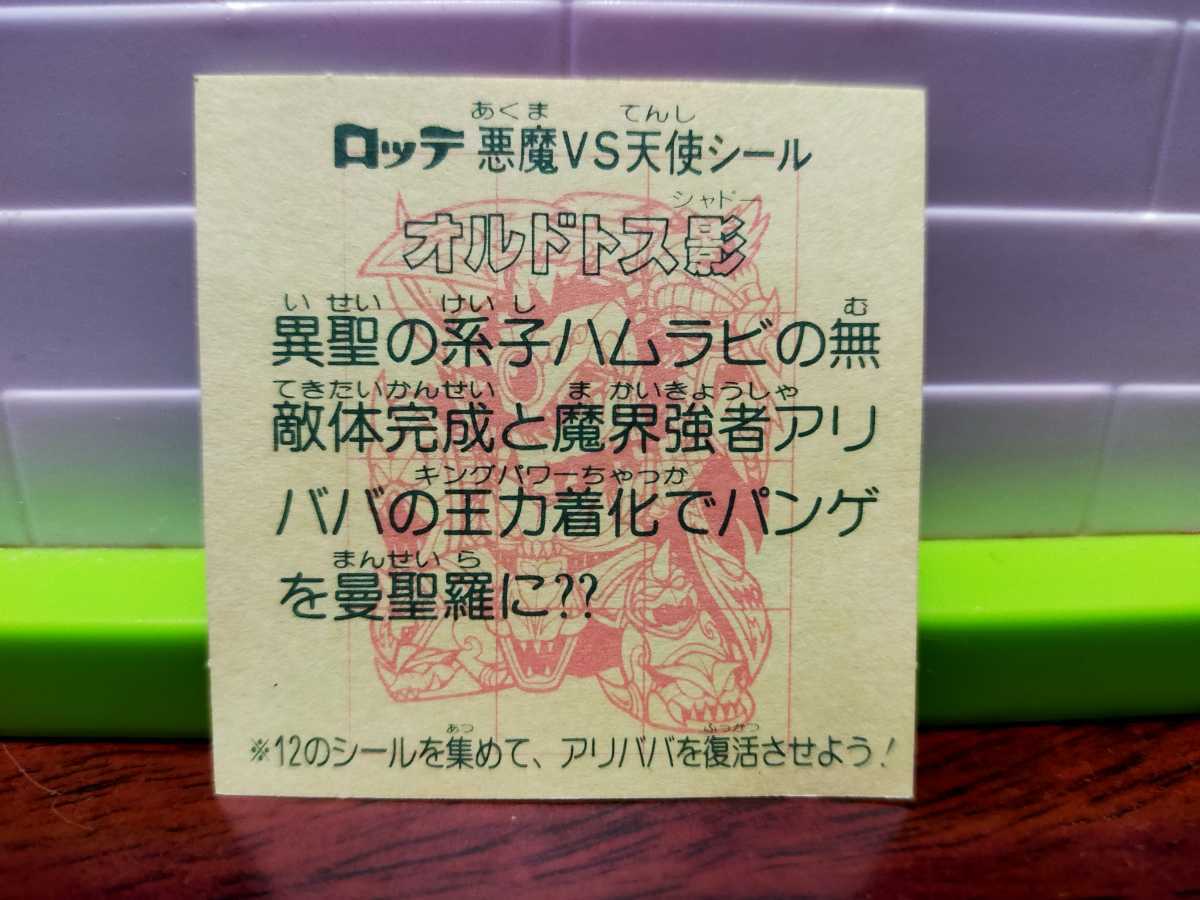 あくま てんし
ロッテ 悪魔VS天使シール
シャドー
オルドトス影
いせい けいし む
異聖の系子ハムラビの無
てきたいかんせい まかいきょうしゃ
敵体完成と魔界強者アリ
キングパワーちゃっか
ババの王力着化でパンゲ
まんせいら
を曼聖羅に??
あつ ふっかつ
※12のシールを集めて、アリババを復活させよう!